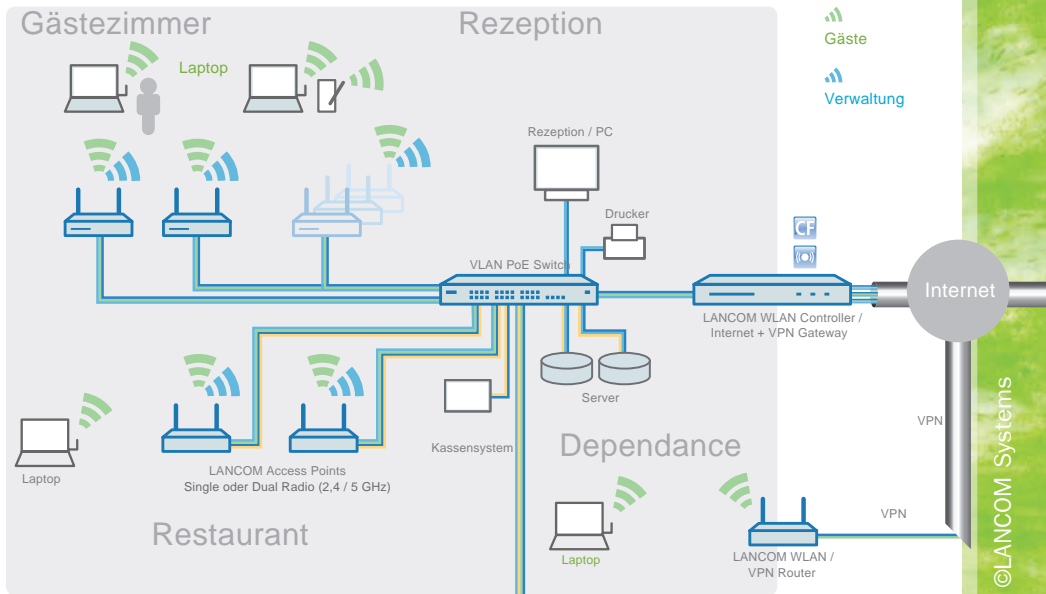 Gästezimmer
Rezeption
Gäste
Verwaltung
Laptop
Rezeption / PC
Drucker
VLAN PoE Switch
CF
LANCOM WLAN Controller /
Internet + VPN Gateway
Internet
Server
Kassensystem
Laptop
LANCOM Access Points
Single oder Dual Radio (2,4 / 5 GHz)
Restaurant
Dependance
Laptop
LANCOM WLAN /
VPN Router
VPN
VPN
©LANCOM Systems